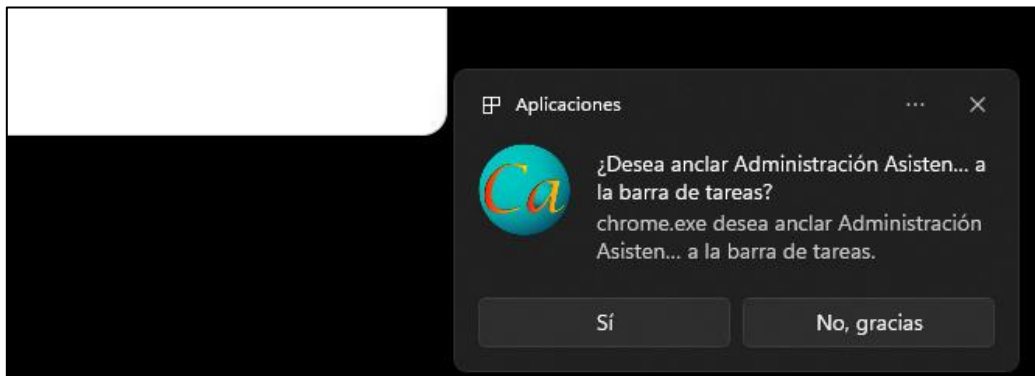 Aplicaciones
Ca
¿Desea anclar Administración Asisten... a
la barra de tareas?
chrome.exe desea anclar Administración
Asisten... a la barra de tareas.
Sí
No, gracias